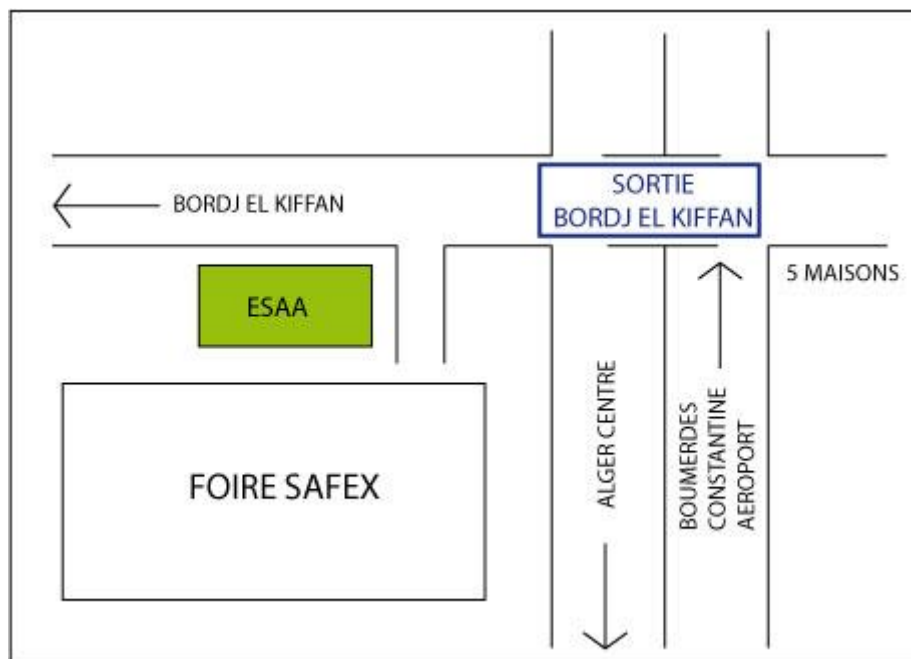 SORTIE
BORDJ EL KIFFAN
BORDJ EL KIFFAN
5 MAISONS
ESAA
FOIRE SAFEX
ALGER CENTRE
BOUMERDES
CONSTANTINE
AEROPORT